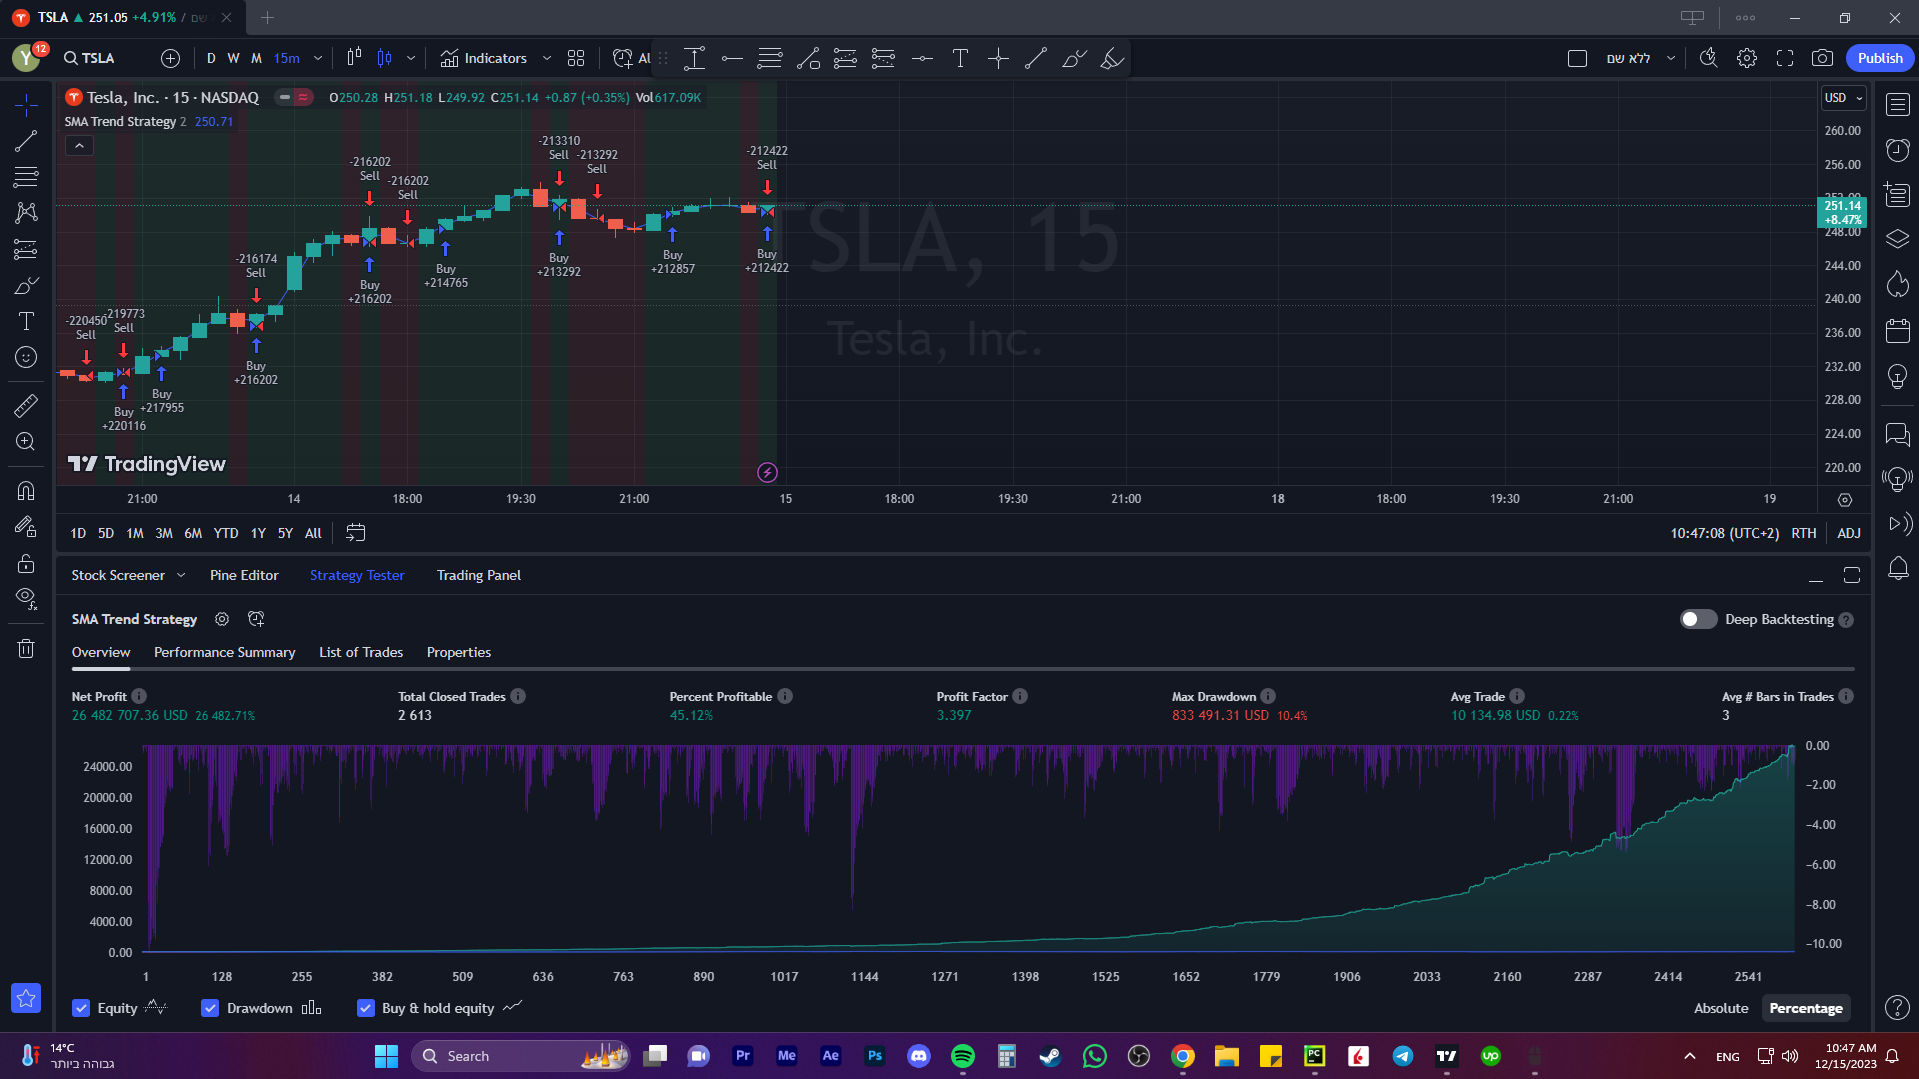 TSLA ▲ 251.05 +4.91% / שם
Y 12 TSLA D W M 15m Indicators Al T ללא שם Publish
Tesla, Inc. · 15 · NASDAQ O250.28 H251.18 L249.92 C251.14 +0.87 (+0.35%) Vol617.09K USD
SMA Trend Strategy 2 250.71
TSLA, 15
Tesla, Inc.
-220450
Sell
-219773
Sell
Buy
+220116
Buy
+217955
-216174
Sell
Buy
+216202
-216202
Sell
Buy
+216202
-216202
Sell
Buy
+214765
-213310
Sell
Buy
+213292
-213292
Sell
Buy
+212857
-212422
Sell
Buy
+212422
260.00
256.00
252.00
251.14
+8.47%
248.00
244.00
240.00
236.00
232.00
228.00
224.00
220.00
TradingView
21:00 14 18:00 19:30 21:00 15 18:00 19:30 21:00 18 18:00 19:30 21:00 19
1D 5D 1M 3M 6M YTD 1Y 5Y All 10:47:08 (UTC+2) RTH ADJ
Stock Screener Pine Editor Strategy Tester Trading Panel
SMA Trend Strategy Deep Backtesting
Overview Performance Summary List of Trades Properties
Net Profit Total Closed Trades Percent Profitable Profit Factor Max Drawdown Avg Trade Avg # Bars in Trades
26 482 707.36 USD 26 482.71% 2 613 45.12% 3.397 833 491.31 USD 10.4% 10 134.98 USD 0.22% 3
24000.00
20000.00
16000.00
12000.00
8000.00
4000.00
0.00
0.00
−2.00
−4.00
−6.00
−8.00
−10.00
1 128 255 382 509 636 763 890 1017 1144 1271 1398 1525 1652 1779 1906 2033 2160 2287 2414 2541
Equity Drawdown Buy & hold equity Absolute Percentage
14°C
גבוהה ביותר
Search
Pr Me Ae Ps PC up
ENG
10:47 AM
12/15/2023